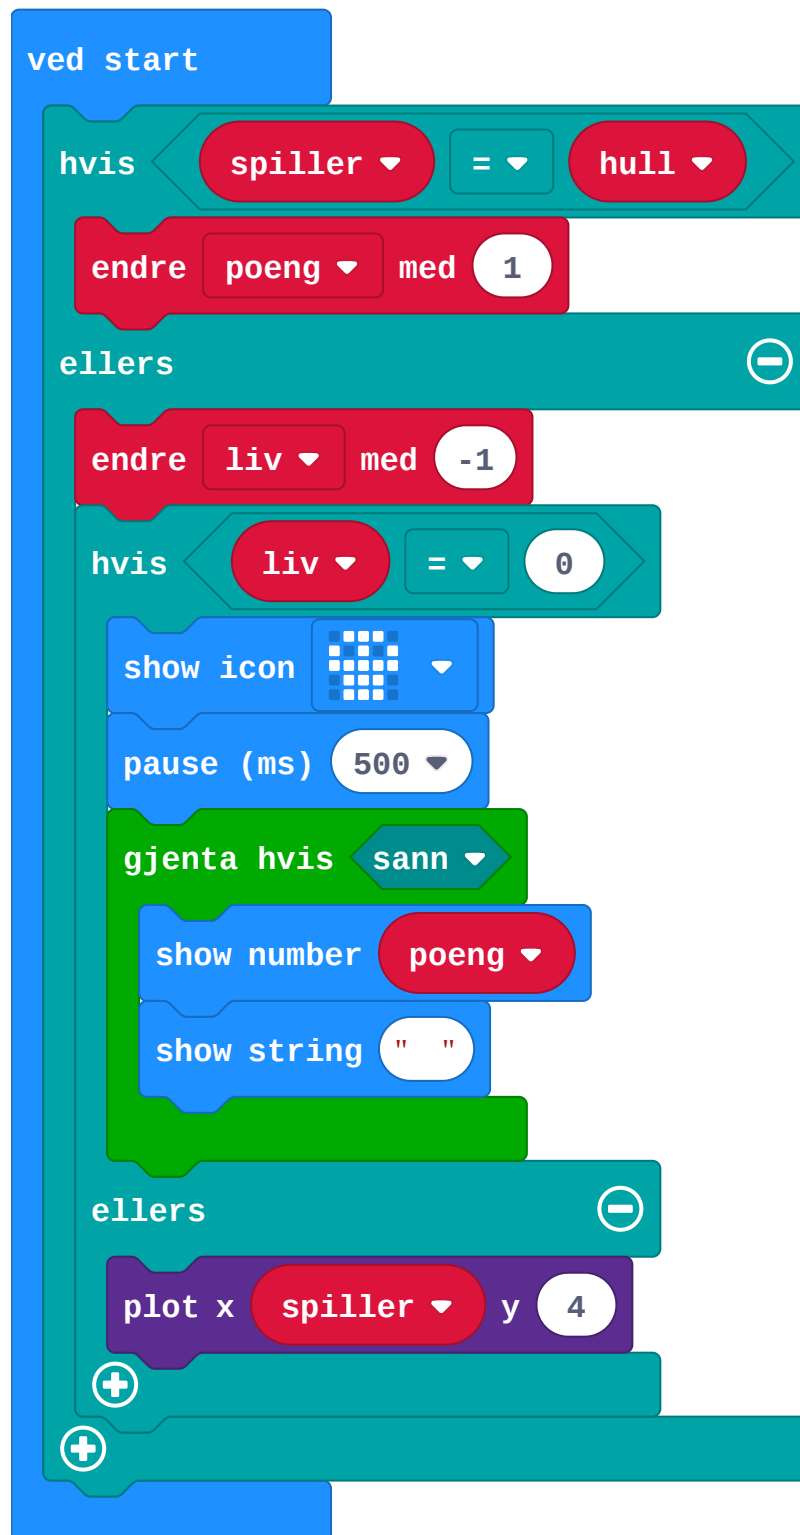 ved start
hvis spiller = hull
endre poeng med 1
ellers
endre liv med -1
hvis liv = 0
show icon
pause (ms) 500
gjenta hvis sann
show number poeng
show string " "
ellers
plot x spiller y 4